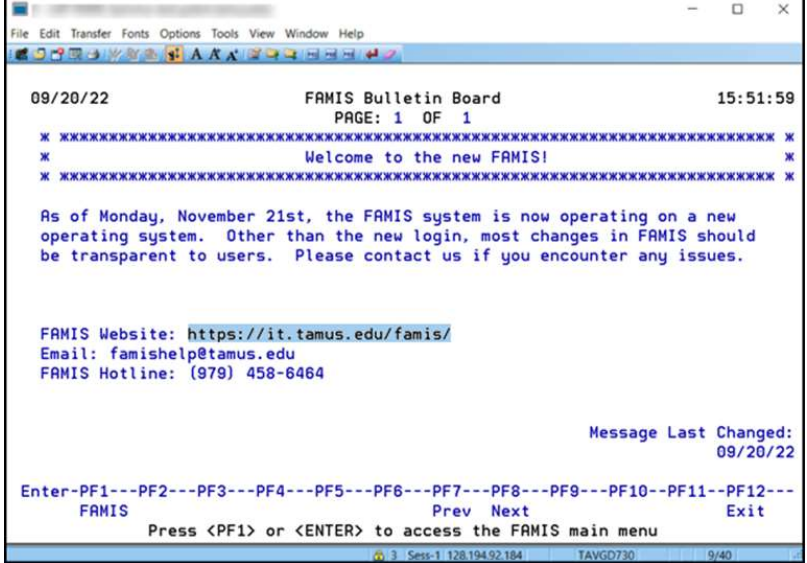 File Edit Transfer Fonts Options Tools View Window Help
09/20/22 FAMIS Bulletin Board 15:51:59
PAGE: 1 OF 1
* ************************************************************************* *
* Welcome to the new FAMIS! *
* ************************************************************************* *
As of Monday, November 21st, the FAMIS system is now operating on a new
operating system. Other than the new login, most changes in FAMIS should
be transparent to users. Please contact us if you encounter any issues.
FAMIS Website: https://it.tamus.edu/famis/
Email: famishelp@tamus.edu
FAMIS Hotline: (979) 458-6464
Message Last Changed:
09/20/22
Enter-PF1---PF2---PF3---PF4---PF5---PF6---PF7---PF8---PF9---PF10--PF11--PF12---
FAMIS Prev Next Exit
Press <PF1> or <ENTER> to access the FAMIS main menu
3 Sess-1 128.194.92.184 TAVGD730 9/40